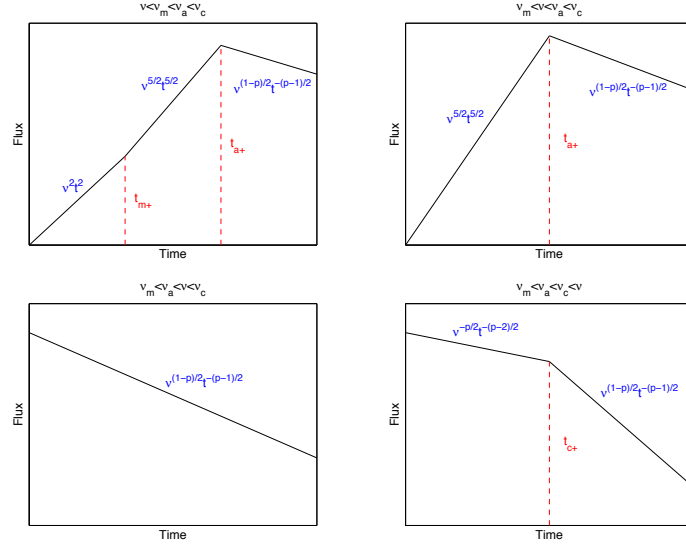 ν<ν_m<ν_a<ν_c
Flux
ν^2t^2
ν^{5/2}t^{5/2}
ν^{(1-p)/2}t^{-(p-1)/2}
t_{m+}
t_{a+}
Time
ν_m<ν<ν_a<ν_c
Flux
ν^{5/2}t^{5/2}
ν^{(1-p)/2}t^{-(p-1)/2}
t_{a+}
Time
ν_m<ν_a<ν<ν_c
Flux
ν^{(1-p)/2}t^{-(p-1)/2}
Time
ν_m<ν_a<ν_c<ν
Flux
ν^{-p/2}t^{-(p-2)/2}
ν^{(1-p)/2}t^{-(p-1)/2}
t_{c+}
Time